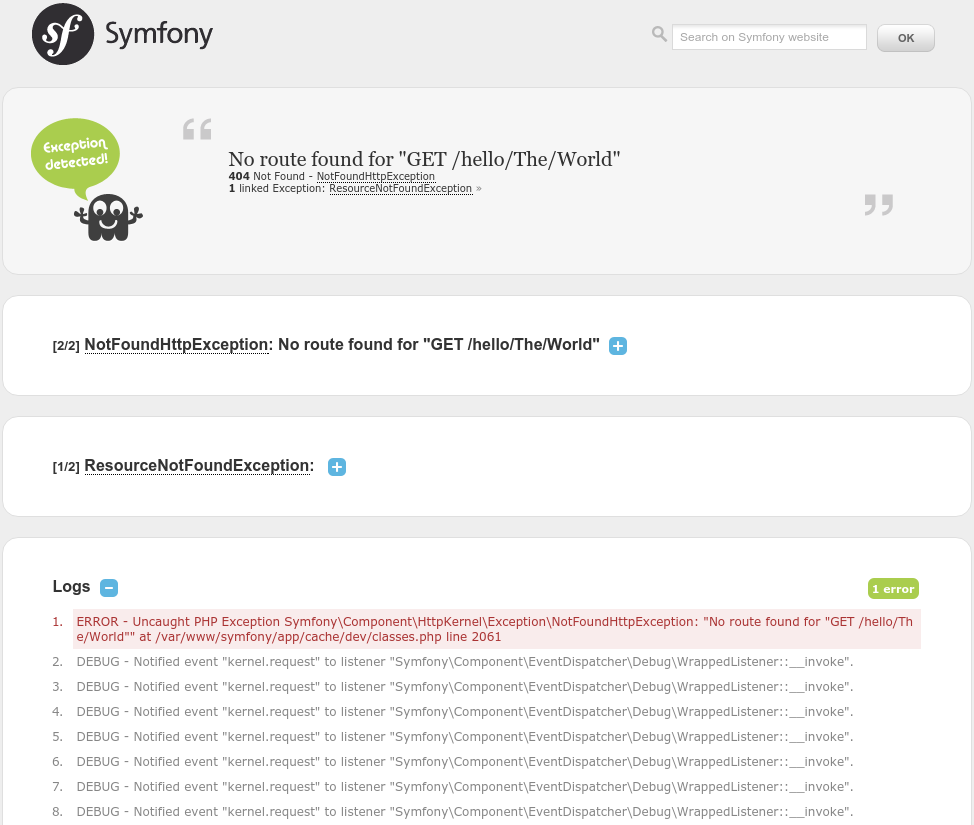 sf Symfony
Search on Symfony website
OK
Exception
detected!
“
No route found for "GET /hello/The/World"
404 Not Found - NotFoundHttpException
1 linked Exception: ResourceNotFoundException »
”
[2/2] NotFoundHttpException: No route found for "GET /hello/The/World"
[1/2] ResourceNotFoundException:
Logs
1 error
1. ERROR - Uncaught PHP Exception Symfony\Component\HttpKernel\Exception\NotFoundHttpException: "No route found for "GET /hello/Th
e/World"" at /var/www/symfony/app/cache/dev/classes.php line 2061
2. DEBUG - Notified event "kernel.request" to listener "Symfony\Component\EventDispatcher\Debug\WrappedListener::__invoke".
3. DEBUG - Notified event "kernel.request" to listener "Symfony\Component\EventDispatcher\Debug\WrappedListener::__invoke".
4. DEBUG - Notified event "kernel.request" to listener "Symfony\Component\EventDispatcher\Debug\WrappedListener::__invoke".
5. DEBUG - Notified event "kernel.request" to listener "Symfony\Component\EventDispatcher\Debug\WrappedListener::__invoke".
6. DEBUG - Notified event "kernel.request" to listener "Symfony\Component\EventDispatcher\Debug\WrappedListener::__invoke".
7. DEBUG - Notified event "kernel.request" to listener "Symfony\Component\EventDispatcher\Debug\WrappedListener::__invoke".
8. DEBUG - Notified event "kernel.request" to listener "Symfony\Component\EventDispatcher\Debug\WrappedListener::__invoke".